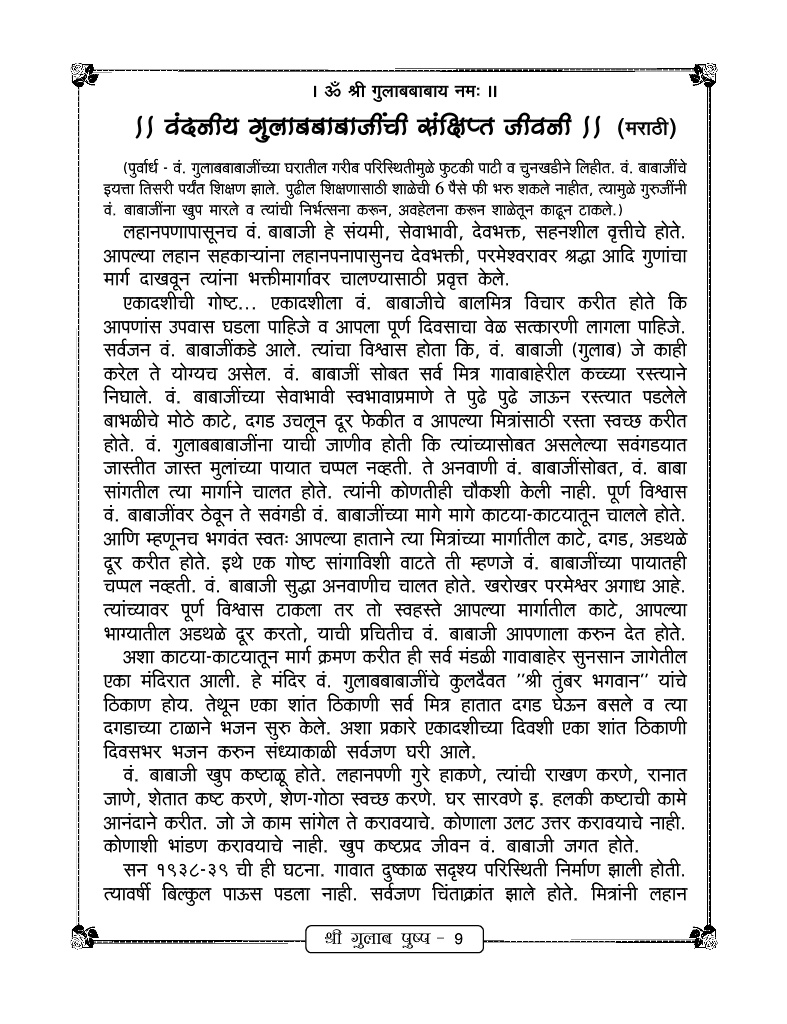 । ॐ श्री गुलाबबाबाय नमः ॥
॥ वंदनीय गुलाबबाबाजींची संक्षिप्त जीवनी ॥ (मराठी)
(पुर्वार्ध - वं. गुलाबबाबाजींच्या घरातील गरीब परिस्थितीमुळे फुटकी पाटी व चुनखडीने लिहीत. वं. बाबाजींचे
इयत्ता तिसरी पर्यंत शिक्षण झाले. पुढील शिक्षणासाठी शाळेची 6 पैसे फी भरु शकले नाहीत, त्यामुळे गुरुजींनी
वं. बाबाजींना खुप मारले व त्यांची निर्भत्सना करून, अवहेलना करून शाळेतून काढून टाकले.)
लहानपणापासूनच वं. बाबाजी हे संयमी, सेवाभावी, देवभक्त, सहनशील वृत्तीचे होते.
आपल्या लहान सहकाऱ्यांना लहानपनापासुनच देवभक्ती, परमेश्वरावर श्रद्धा आदि गुणांचा
मार्ग दाखवून त्यांना भक्तीमार्गावर चालण्यासाठी प्रवृत्त केले.
एकादशीची गोष्ट... एकादशीला वं. बाबाजीचे बालमित्र विचार करीत होते कि
आपणांस उपवास घडला पाहिजे व आपला पूर्ण दिवसाचा वेळ सत्कारणी लागला पाहिजे.
सर्वजन वं. बाबाजींकडे आले. त्यांचा विश्वास होता कि, वं. बाबाजी (गुलाब) जे काही
करेल ते योग्यच असेल. वं. बाबाजीं सोबत सर्व मित्र गावाबाहेरील कच्च्या रस्त्याने
निघाले. वं. बाबाजींच्या सेवाभावी स्वभावाप्रमाणे ते पुढे पुढे जाऊन रस्त्यात पडलेले
बाभळीचे मोठे काटे, दगड उचलून दूर फेकीत व आपल्या मित्रांसाठी रस्ता स्वच्छ करीत
होते. वं. गुलाबबाबाजींना याची जाणीव होती कि त्यांच्यासोबत असलेल्या सवंगडयात
जास्तीत जास्त मुलांच्या पायात चप्पल नव्हती. ते अनवाणी वं. बाबाजींसोबत, वं. बाबा
सांगतील त्या मार्गाने चालत होते. त्यांनी कोणतीही चौकशी केली नाही. पूर्ण विश्वास
वं. बाबाजींवर ठेवून ते सवंगडी वं. बाबाजींच्या मागे मागे काटया-काटयातून चालले होते.
आणि म्हणूनच भगवंत स्वतः आपल्या हाताने त्या मित्रांच्या मार्गातील काटे, दगड, अडथळे
दूर करीत होते. इथे एक गोष्ट सांगाविशी वाटते ती म्हणजे वं. बाबाजींच्या पायातही
चप्पल नव्हती. वं. बाबाजी सुद्धा अनवाणीच चालत होते. खरोखर परमेश्वर अगाध आहे.
त्यांच्यावर पूर्ण विश्वास टाकला तर तो स्वहस्ते आपल्या मार्गातील काटे, आपल्या
भाग्यातील अडथळे दूर करतो, याची प्रचितीच वं. बाबाजी आपणाला करुन देत होते.
अशा काटया-काटयातून मार्ग क्रमण करीत ही सर्व मंडळी गावाबाहेर सुनसान जागेतील
एका मंदिरात आली. हे मंदिर वं. गुलाबबाबाजींचे कुलदैवत ''श्री तुंबर भगवान'' यांचे
ठिकाण होय. तेथून एका शांत ठिकाणी सर्व मित्र हातात दगड घेऊन बसले व त्या
दगडाच्या टाळाने भजन सुरु केले. अशा प्रकारे एकादशीच्या दिवशी एका शांत ठिकाणी
दिवसभर भजन करुन संध्याकाळी सर्वजण घरी आले.
वं. बाबाजी खुप कष्टाळू होते. लहानपणी गुरे हाकणे, त्यांची राखण करणे, रानात
जाणे, शेतात कष्ट करणे, शेण-गोठा स्वच्छ करणे. घर सारवणे इ. हलकी कष्टाची कामे
आनंदाने करीत. जो जे काम सांगेल ते करावयाचे. कोणाला उलट उत्तर करावयाचे नाही.
कोणाशी भांडण करावयाचे नाही. खुप कष्टप्रद जीवन वं. बाबाजी जगत होते.
सन १९३८-३९ ची ही घटना. गावात दुष्काळ सदृश्य परिस्थिती निर्माण झाली होती.
त्यावर्षी बिल्कुल पाऊस पडला नाही. सर्वजण चिंताक्रांत झाले होते. मित्रांनी लहान
श्री गुलाब पुष्प - 9